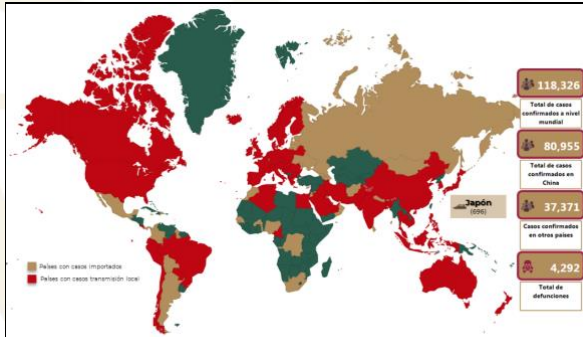 118,326
Total de casos
confirmados a nivel
mundial
80,955
Total de casos
confirmados en
China
37,371
Casos confirmados
en otros países
4,292
Total de
defunciones
Japón
(696)
Países con casos importados
Países con casos transmisión local